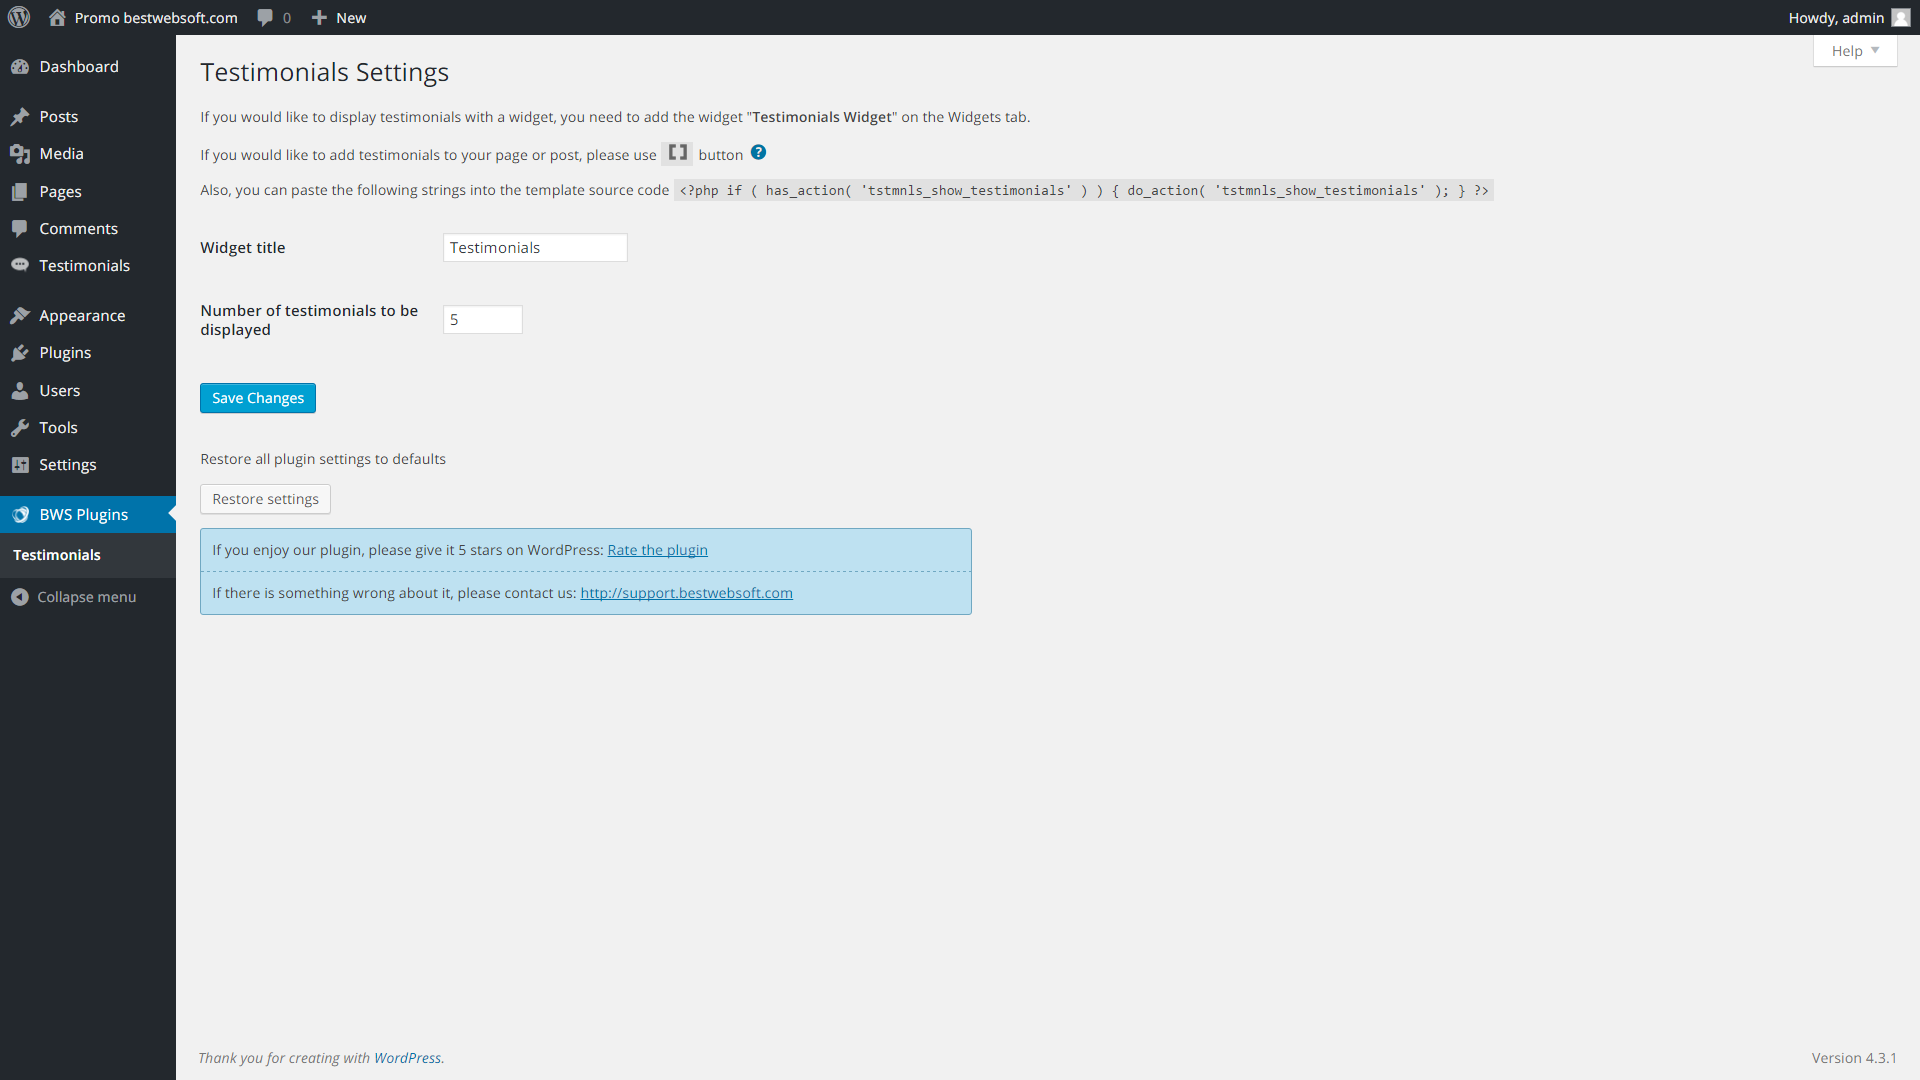 Promo bestwebsoft.com 0 New Howdy, admin
Help
Dashboard
Posts
Media
Pages
Comments
Testimonials
Appearance
Plugins
Users
Tools
Settings
BWS Plugins
Testimonials
Collapse menu
Testimonials Settings
If you would like to display testimonials with a widget, you need to add the widget "Testimonials Widget" on the Widgets tab.
If you would like to add testimonials to your page or post, please use [] button ?
Also, you can paste the following strings into the template source code <?php if ( has_action( 'tstmnls_show_testimonials' ) ) { do_action( 'tstmnls_show_testimonials' ); } ?>
Widget title Testimonials
Number of testimonials to be
displayed
5
Save Changes
Restore all plugin settings to defaults
Restore settings
If you enjoy our plugin, please give it 5 stars on WordPress: Rate the plugin
If there is something wrong about it, please contact us: http://support.bestwebsoft.com
Thank you for creating with WordPress. Version 4.3.1